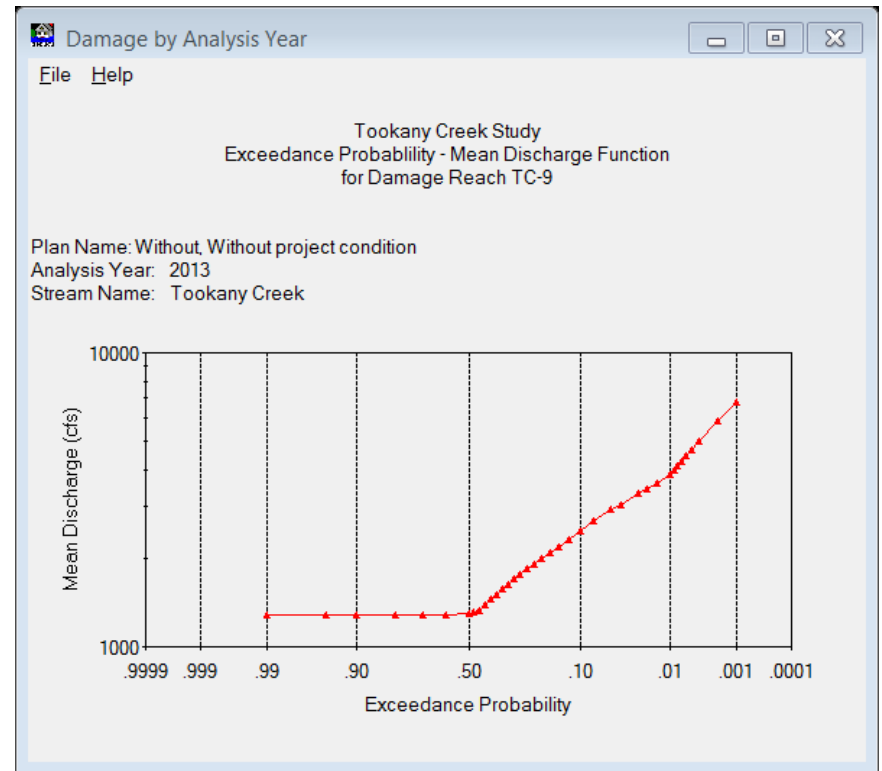 Damage by Analysis Year
File Help
Tookany Creek Study
Exceedance Probablility - Mean Discharge Function
for Damage Reach TC-9
Plan Name: Without, Without project condition
Analysis Year: 2013
Stream Name: Tookany Creek
10000
Mean Discharge (cfs)
1000
.9999 .999 .99 .90 .50 .10 .01 .001 .0001
Exceedance Probability